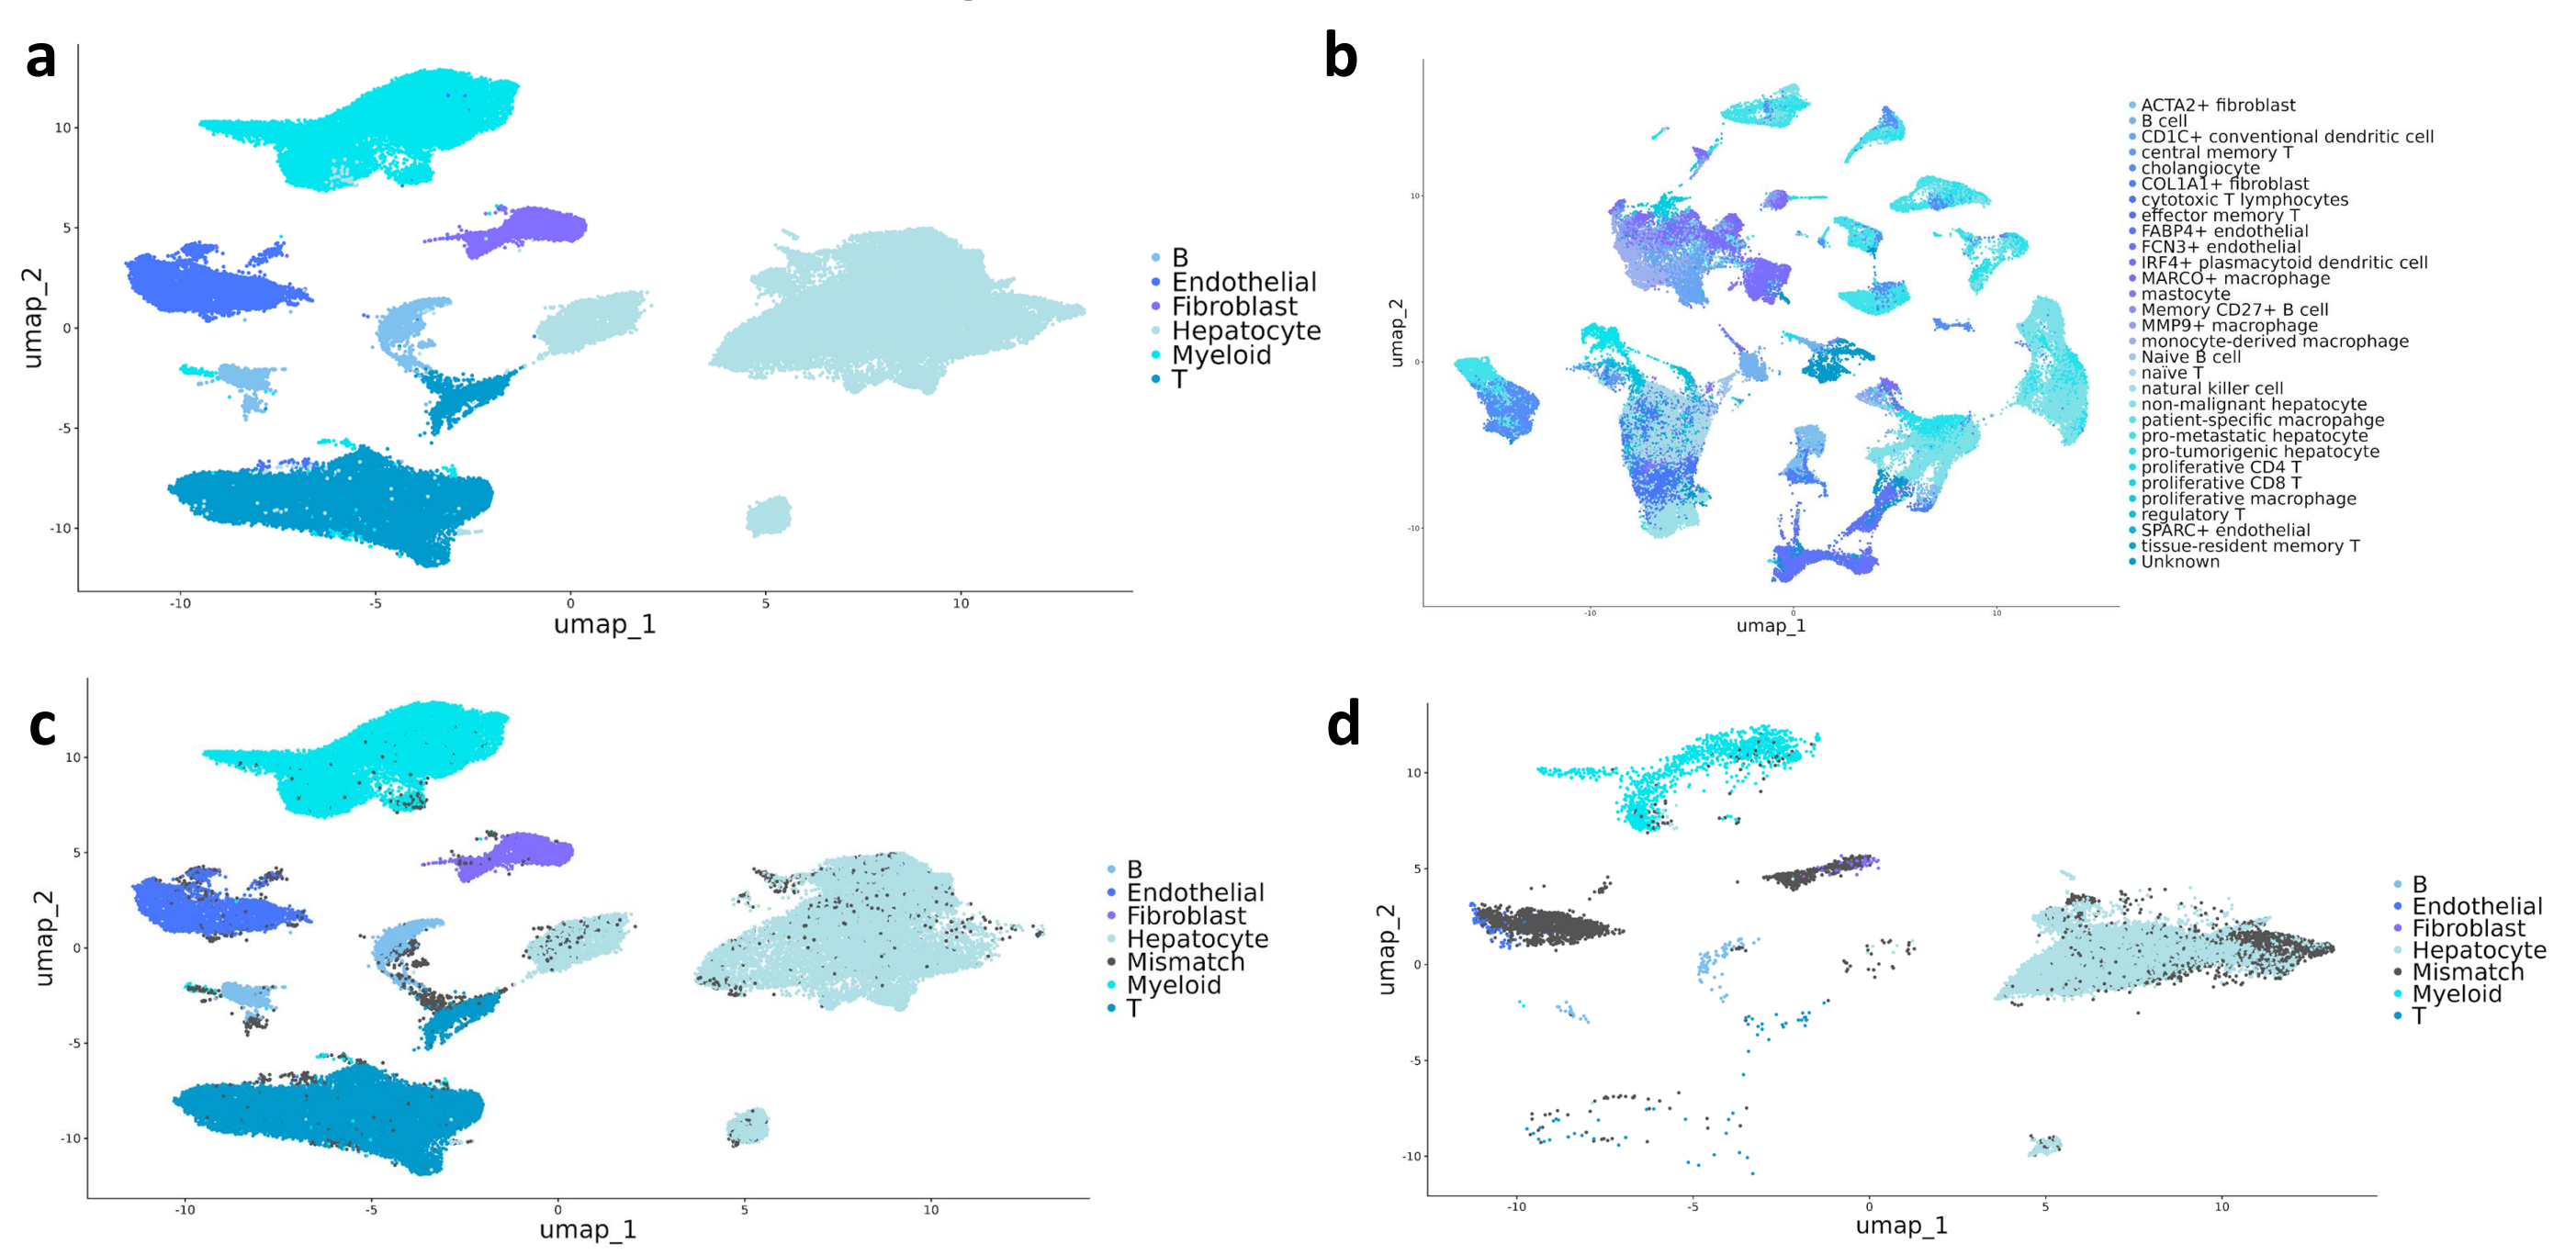 a
umap_2
10
5
0
-5
-10
-10
-5
0
5
10
umap_1
B
Endothelial
Fibroblast
Hepatocyte
Myeloid
T
b
umap_2
10
0
-10
-10
0
10
umap_1
ACTA2+ fibroblast
B cell
CD1C+ conventional dendritic cell
central memory T
cholangiocyte
COL1A1+ fibroblast
cytotoxic T lymphocytes
effector memory T
FABP4+ endothelial
FCN3+ endothelial
IRF4+ plasmacytoid dendritic cell
MARCO+ macrophage
mastocyte
Memory CD27+ B cell
MMP9+ macrophage
monocyte-derived macrophage
Naive B cell
naïve T
natural killer cell
non-malignant hepatocyte
patient-specific macropahge
pro-metastatic hepatocyte
pro-tumorigenic hepatocyte
proliferative CD4 T
proliferative CD8 T
proliferative macrophage
regulatory T
SPARC+ endothelial
tissue-resident memory T
Unknown
c
umap_2
10
5
0
-5
-10
-10
-5
0
5
10
umap_1
B
Endothelial
Fibroblast
Hepatocyte
Mismatch
Myeloid
T
d
umap_2
10
5
0
-5
-10
-10
-5
0
5
10
umap_1
B
Endothelial
Fibroblast
Hepatocyte
Mismatch
Myeloid
T